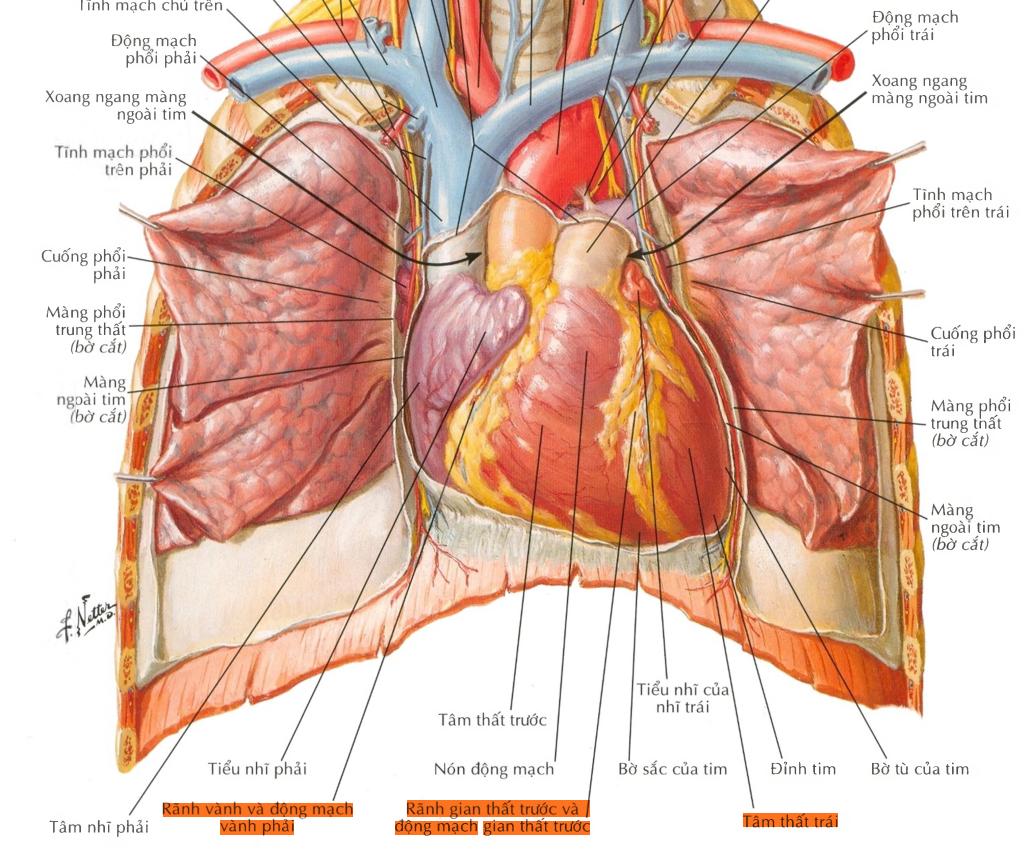 Tĩnh mạch chủ trên
Động mạch
phổi phải
Xoang ngang màng
ngoài tim
Tĩnh mạch phổi
trên phải
Cuống phổi
phải
Màng phổi
trung thất
(bờ cắt)
Màng
ngoài tim
(bờ cắt)
Động mạch
phổi trái
Xoang ngang
màng ngoài tim
Tĩnh mạch
phổi trên trái
Cuống phổi
trái
Màng phổi
trung thất
(bờ cắt)
Màng
ngoài tim
(bờ cắt)
F. Netter
M.D.
Tiểu nhĩ của
nhĩ trái
Tâm thất trước
Tiểu nhĩ phải
Nón động mạch
Bờ sắc của tim
Đỉnh tim
Bờ tù của tim
Tâm nhĩ phải
Rãnh vành và động mạch
vành phải
Rãnh gian thất trước và
động mạch gian thất trước
Tâm thất trái